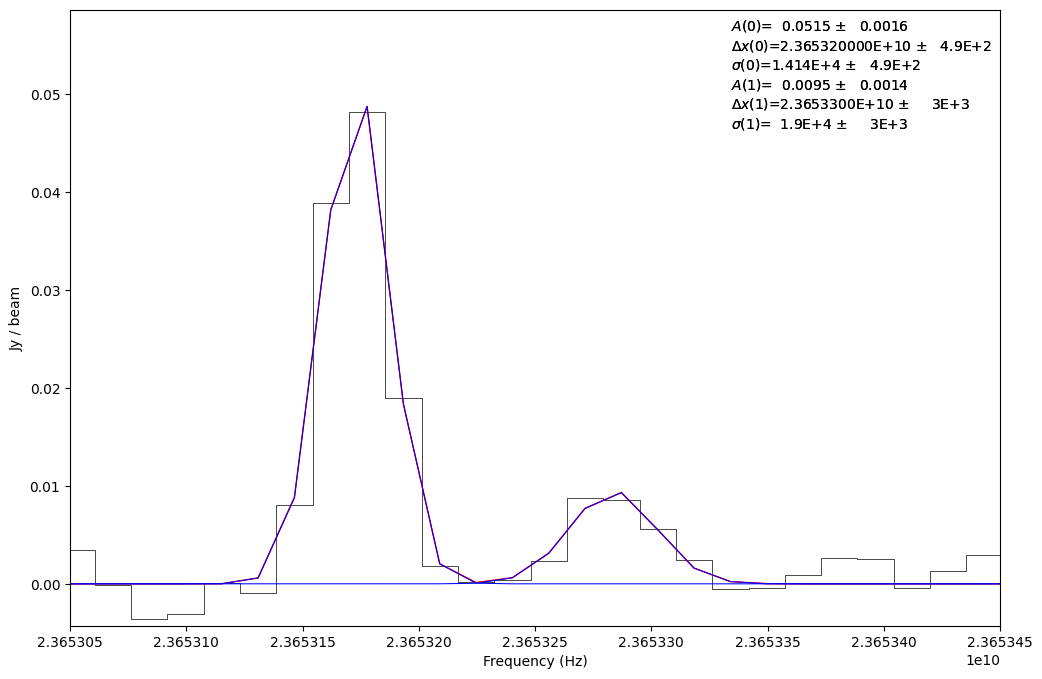 A(0)=  0.0515 ±   0.0016
Δx(0)=2.365320000E+10 ±   4.9E+2
σ(0)=1.414E+4 ±   4.9E+2
A(1)=  0.0095 ±   0.0014
Δx(1)=2.3653300E+10 ±     3E+3
σ(1)=  1.9E+4 ±     3E+3
0.05
0.04
0.03
0.02
0.01
0.00
Jy / beam
2.365305 2.365310 2.365315 2.365320 2.365325 2.365330 2.365335 2.365340 2.365345
Frequency (Hz)
1e10